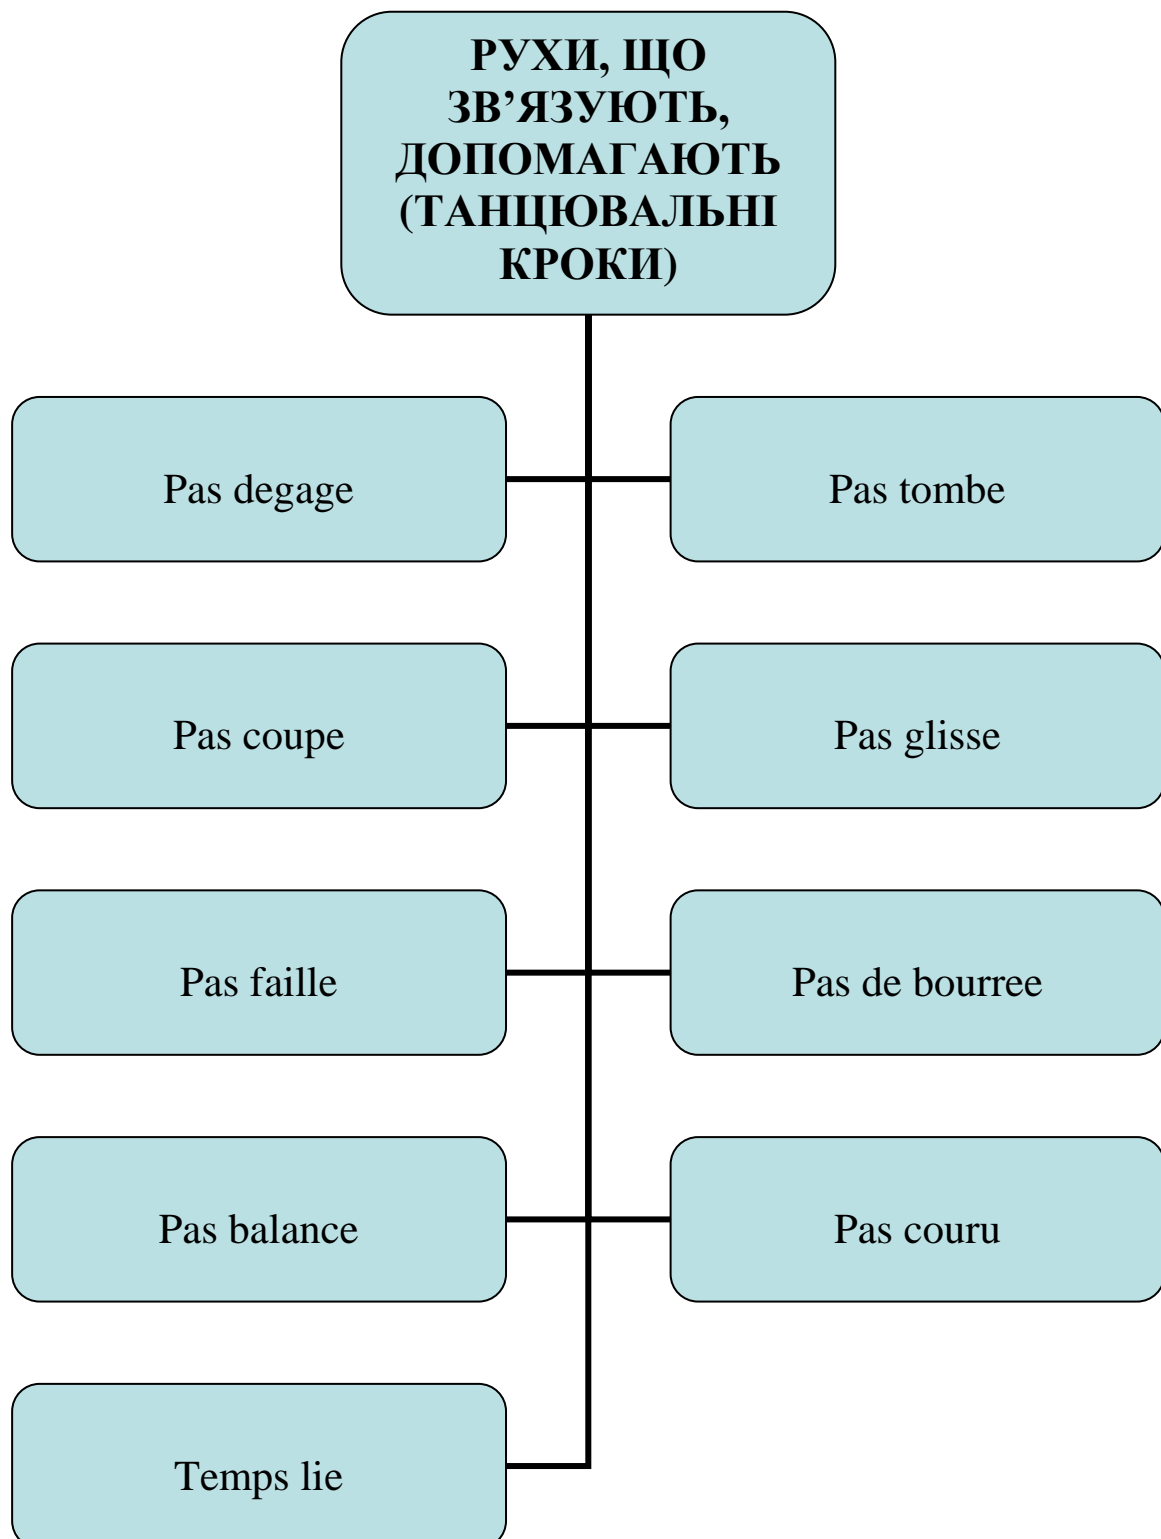 РУХИ, ЩО
ЗВ’ЯЗУЮТЬ,
ДОПОМАГАЮТЬ
(ТАНЦЮВАЛЬНІ
КРОКИ)
Pas degage
Pas tombe
Pas coupe
Pas glisse
Pas faille
Pas de bourree
Pas balance
Pas couru
Temps lie